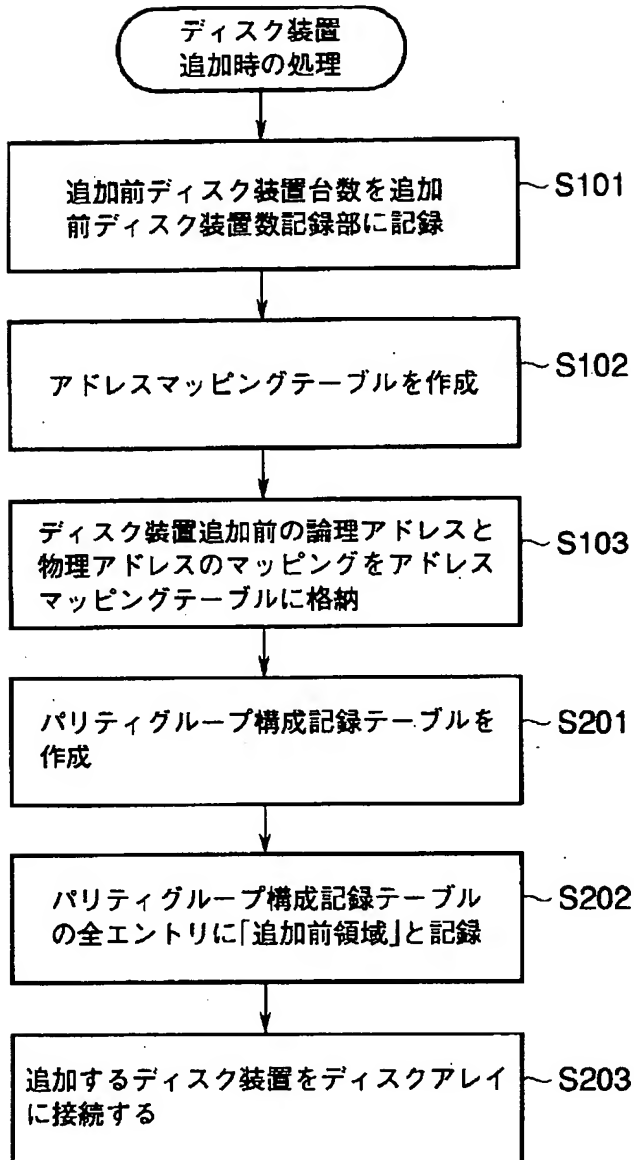 ディスク装置
追加時の処理
追加前ディスク装置台数を追加
前ディスク装置数記録部に記録
~S101
アドレスマッピングテーブルを作成
~S102
ディスク装置追加前の論理アドレスと
物理アドレスのマッピングをアドレス
マッピングテーブルに格納
~S103
パリティグループ構成記録テーブルを
作成
~S201
パリティグループ構成記録テーブル
の全エントリに「追加前領域」と記録
~S202
追加するディスク装置をディスクアレイ
に接続する
~S203